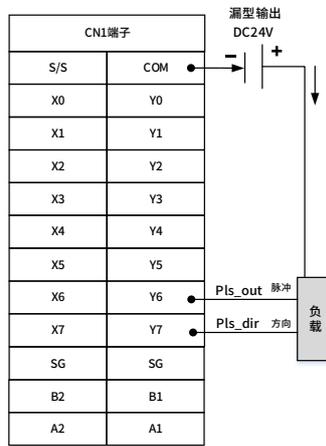 漏型输出
DC24V
CN1端子
S/S COM
X0 Y0
X1 Y1
X2 Y2
X3 Y3
X4 Y4
X5 Y5
X6 Y6 Pls_out 脉冲
X7 Y7 Pls_dir 方向
负载
SG SG
B2 B1
A2 A1